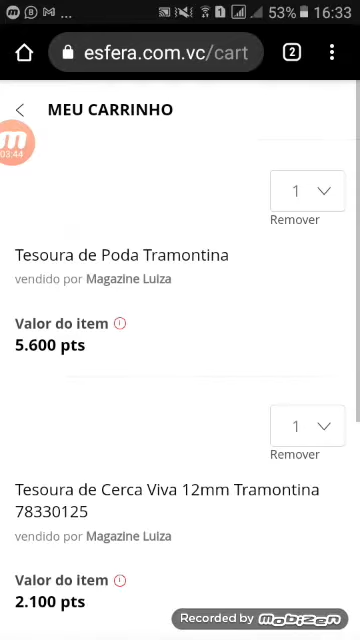 53% 16:33
esfera.com.vc/cart
2
MEU CARRINHO
03:44
1
Remover
Tesoura de Poda Tramontina
vendido por Magazine Luiza
Valor do item
5.600 pts
1
Remover
Tesoura de Cerca Viva 12mm Tramontina
78330125
vendido por Magazine Luiza
Valor do item
2.100 pts
Recorded by MOBIZEN